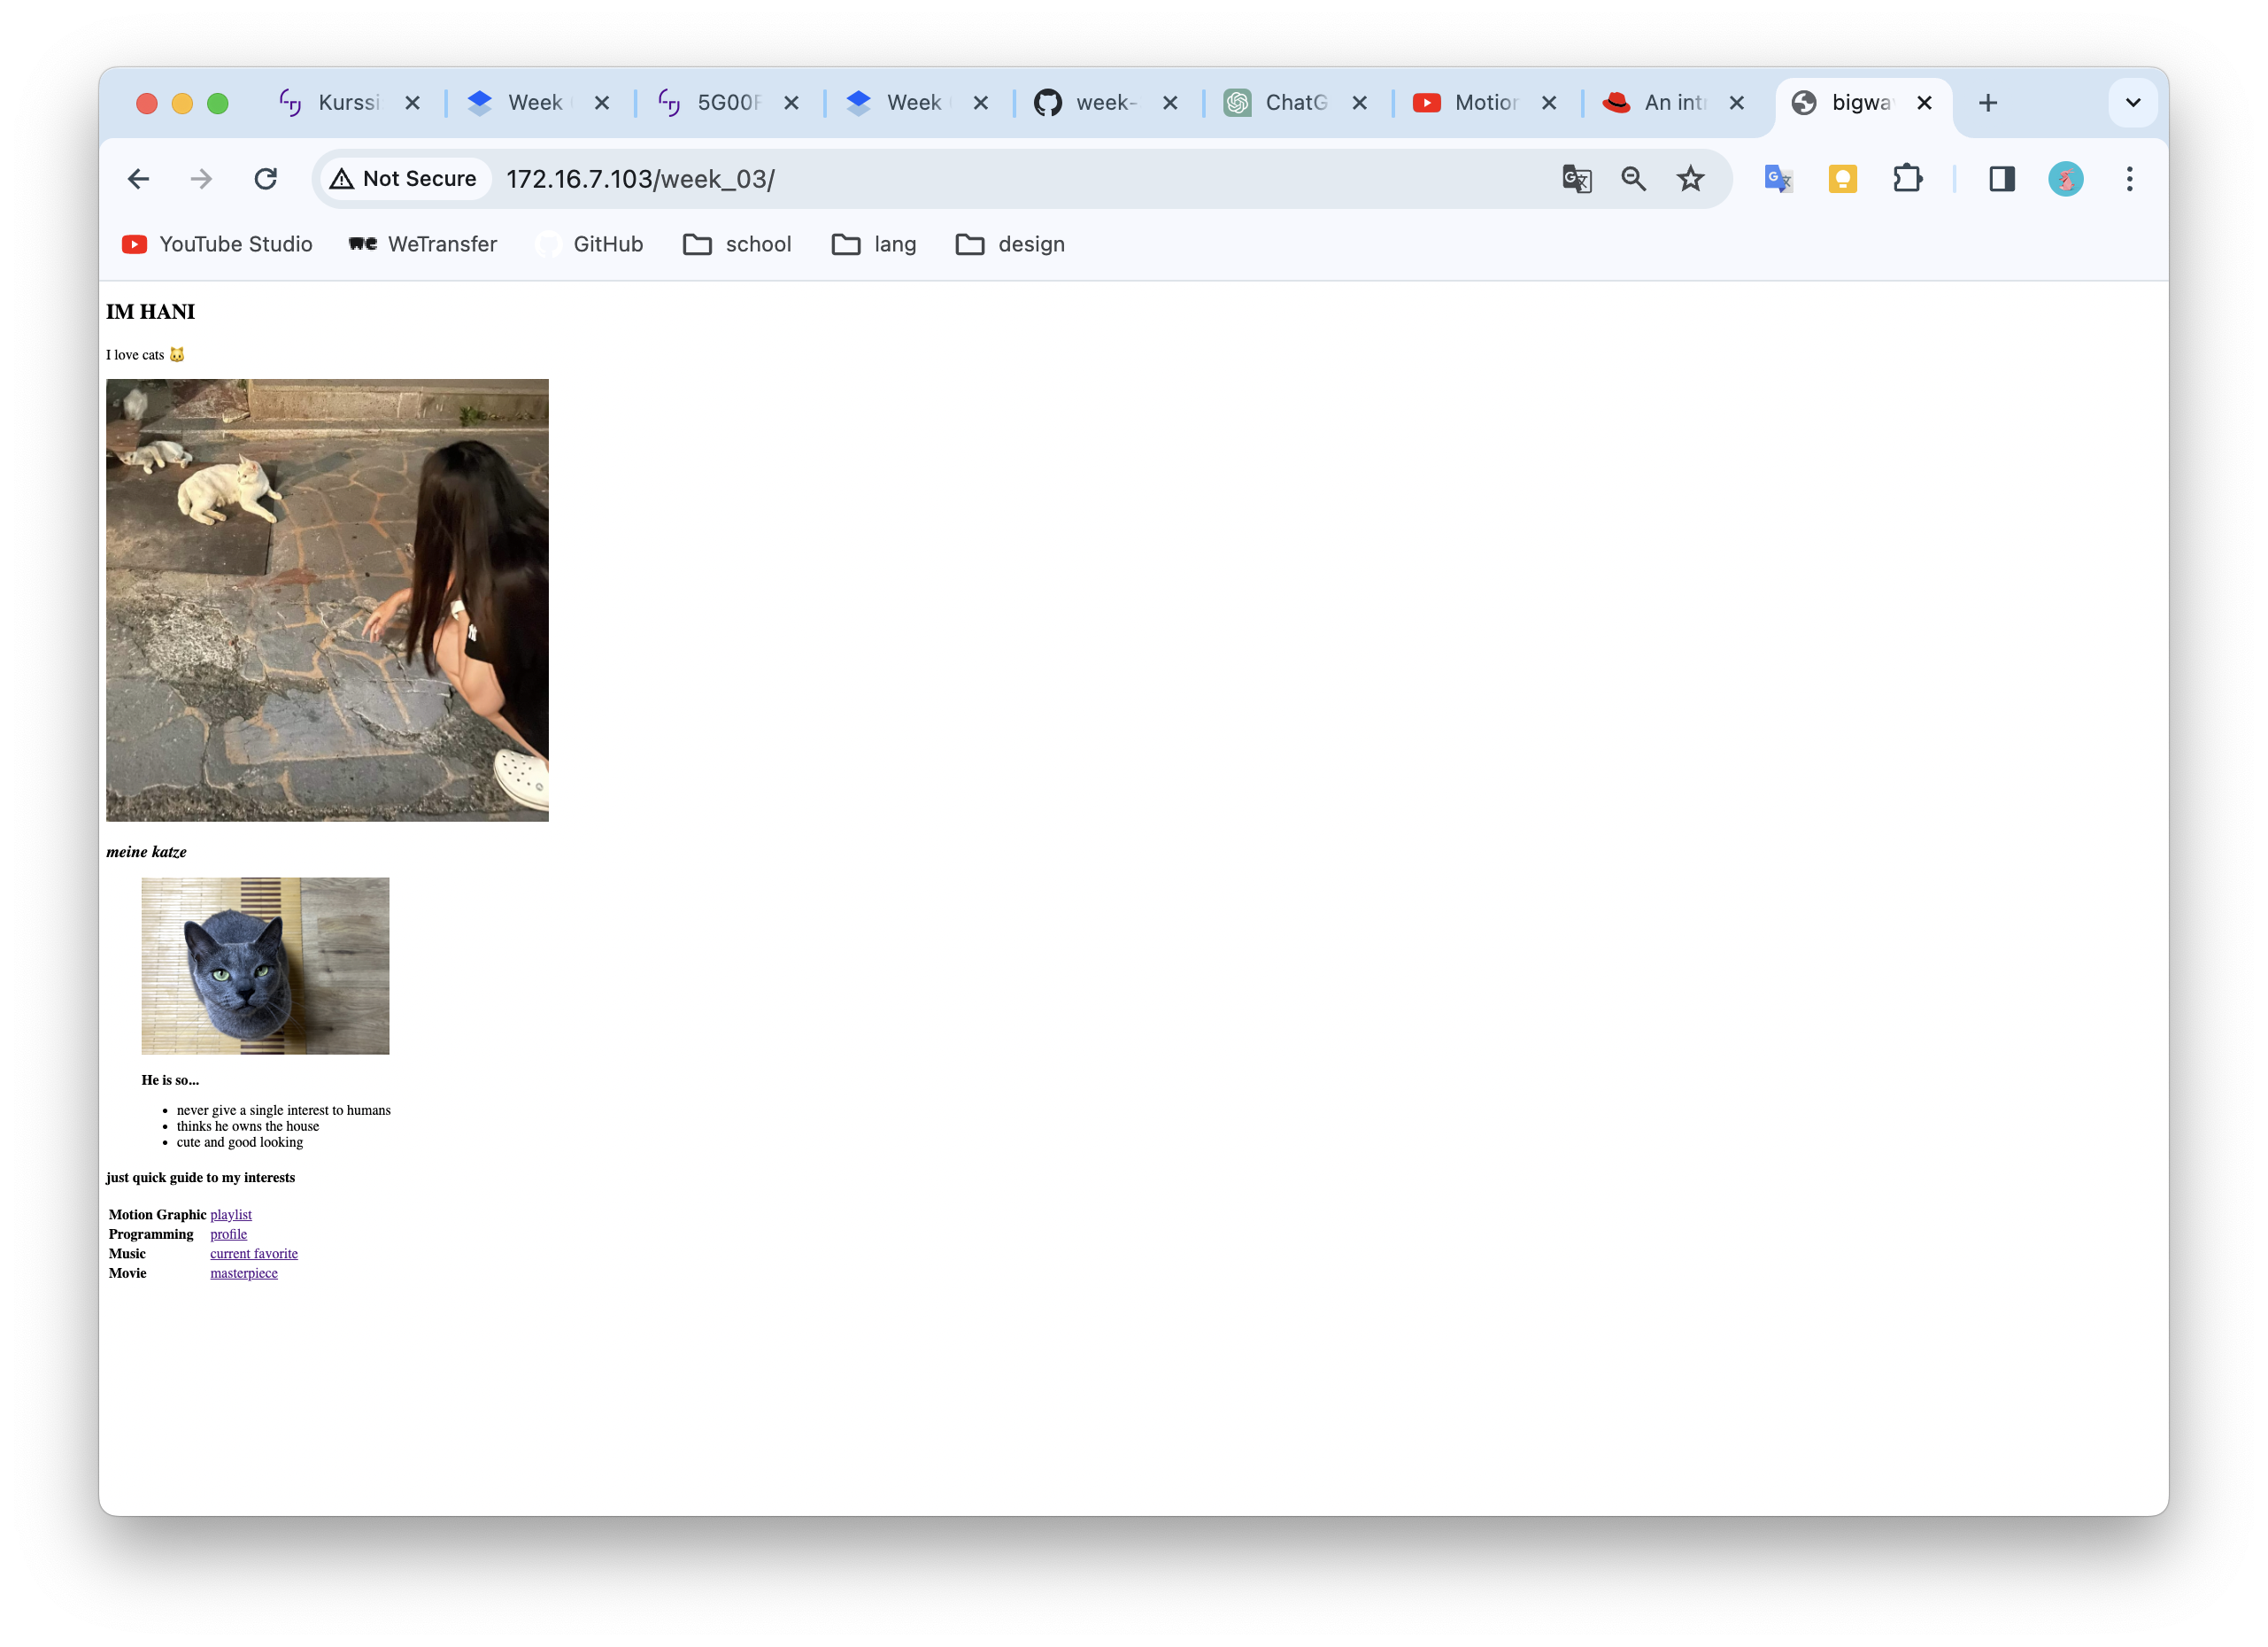 Kurssi
Week
5G00F
Week
week-
ChatG
Motion
An int
bigwa
Not Secure
172.16.7.103/week_03/
YouTube Studio
WeTransfer
GitHub
school
lang
design
IM HANI
I love cats 🐱
meine katze
He is so...
• never give a single interest to humans
• thinks he owns the house
• cute and good looking
just quick guide to my interests
Motion Graphic playlist
Programming profile
Music current favorite
Movie masterpiece